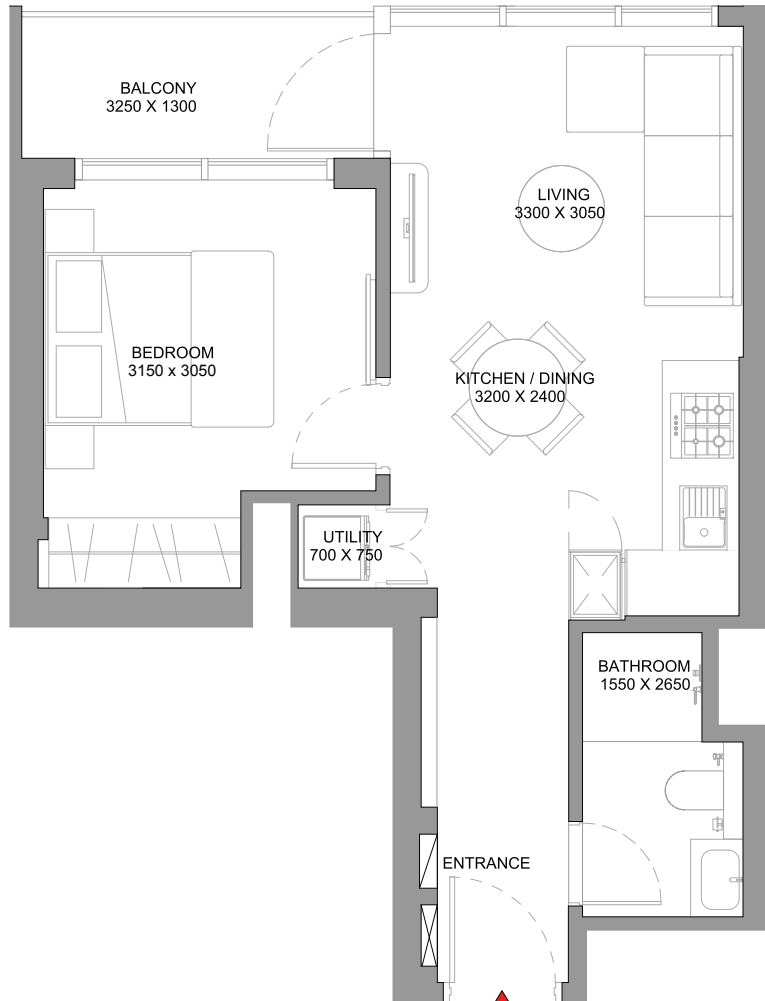 BALCONY
3250 X 1300
LIVING
3300 X 3050
BEDROOM
3150 x 3050
KITCHEN / DINING
3200 X 2400
UTILITY
700 X 750
BATHROOM
1550 X 2650
ENTRANCE